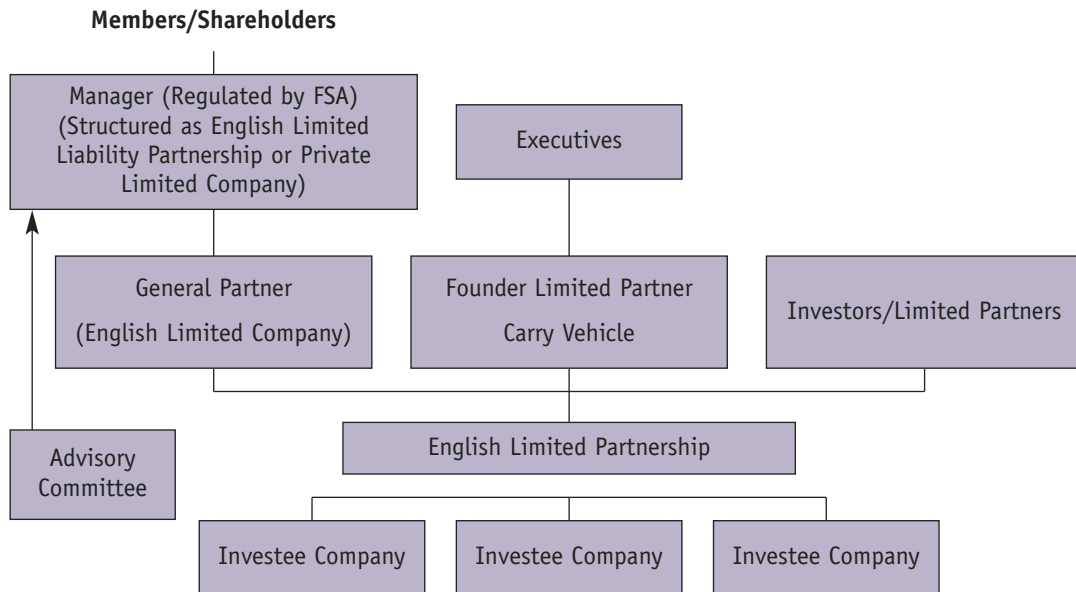 Members/Shareholders
Manager (Regulated by FSA)
(Structured as English Limited
Liability Partnership or Private
Limited Company)
Executives
General Partner
(English Limited Company)
Founder Limited Partner
Carry Vehicle
Investors/Limited Partners
English Limited Partnership
Advisory
Committee
Investee Company
Investee Company
Investee Company